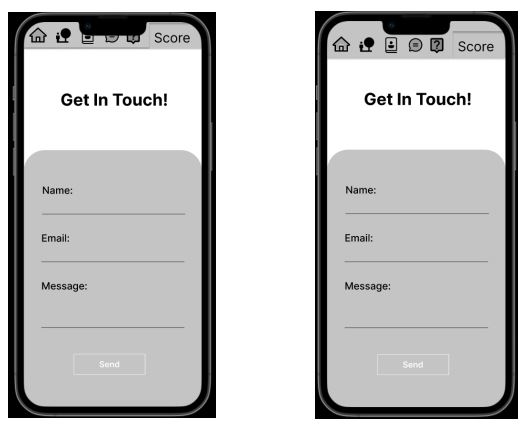 Score
Get In Touch!
Name:
Email:
Message:
Send
Score
Get In Touch!
Name:
Email:
Message:
Send